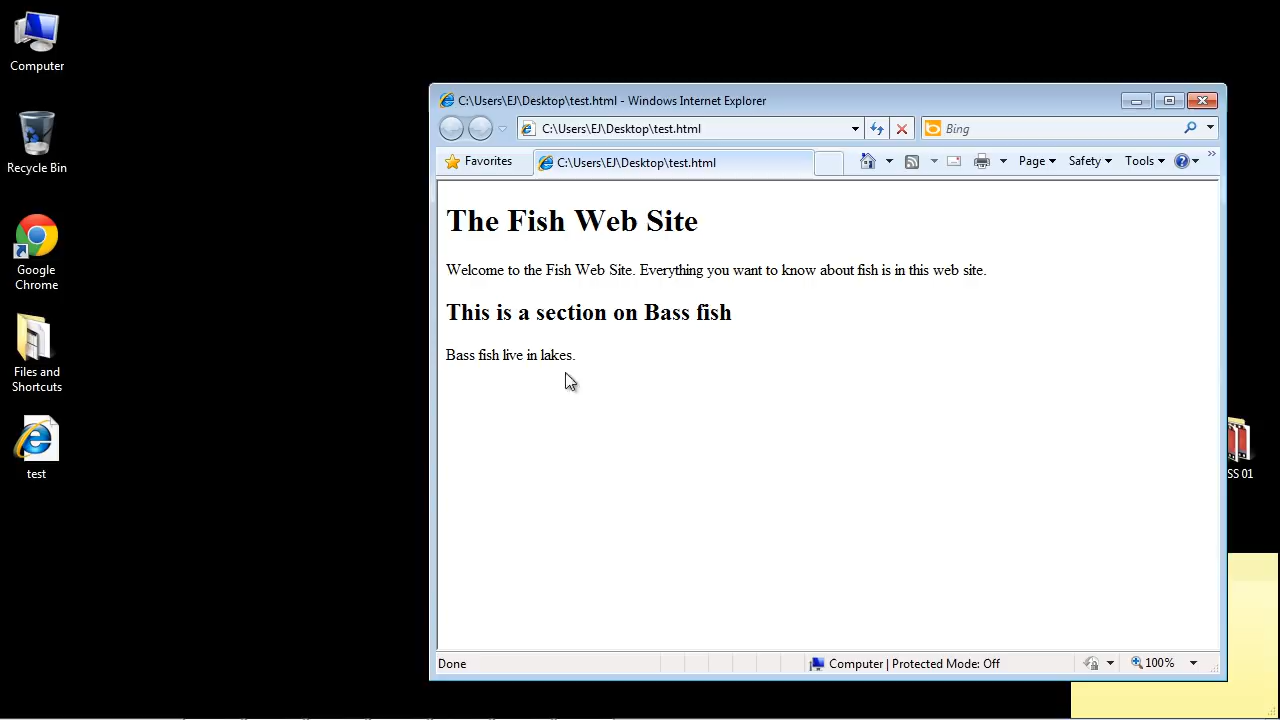 Computer
Recycle Bin
Google
Chrome
Files and
Shortcuts
test
C:\Users\EJ\Desktop\test.html - Windows Internet Explorer
C:\Users\EJ\Desktop\test.html
Bing
Favorites
C:\Users\EJ\Desktop\test.html
Page
Safety
Tools
The Fish Web Site
Welcome to the Fish Web Site. Everything you want to know about fish is in this web site.
This is a section on Bass fish
Bass fish live in lakes.
Done
Computer | Protected Mode: Off
100%
SS 01